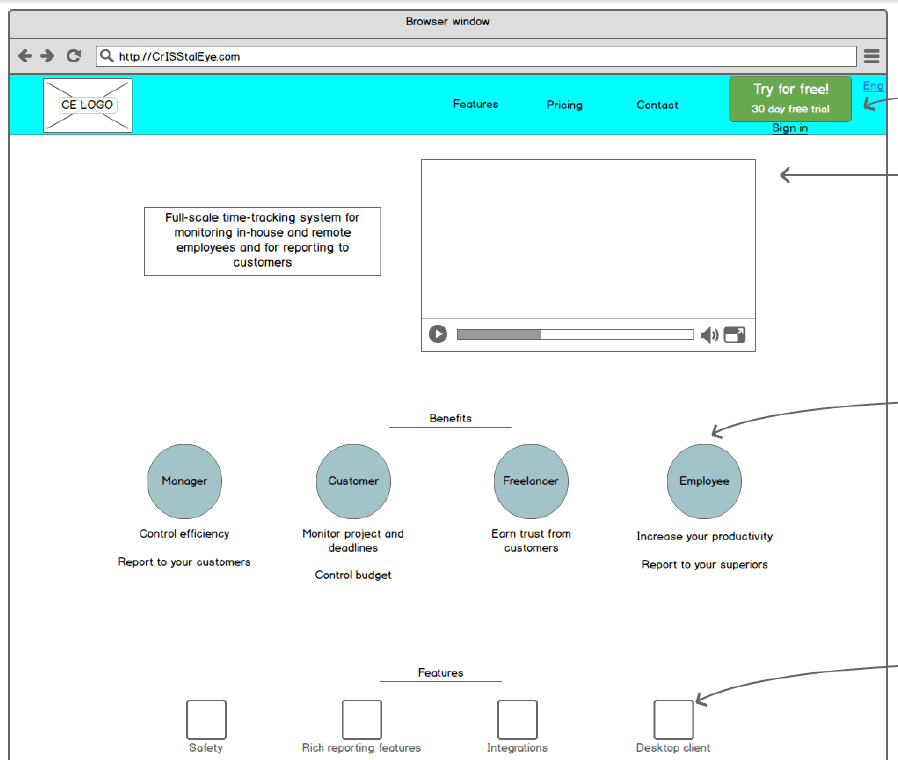 Browser window
http://CrISStalEye.com
CE LOGO
Features
Pricing
Contact
Try for free!
30 day free trial
Sign in
Eng
Full-scale time-tracking system for
monitoring in-house and remote
employees and for reporting to
customers
Benefits
Manager
Control efficiency
Report to your customers
Customer
Monitor project and
deadlines
Control budget
Freelancer
Earn trust from
customers
Employee
Increase your productivity
Report to your superiors
Features
Safety
Rich reporting features
Integrations
Desktop client